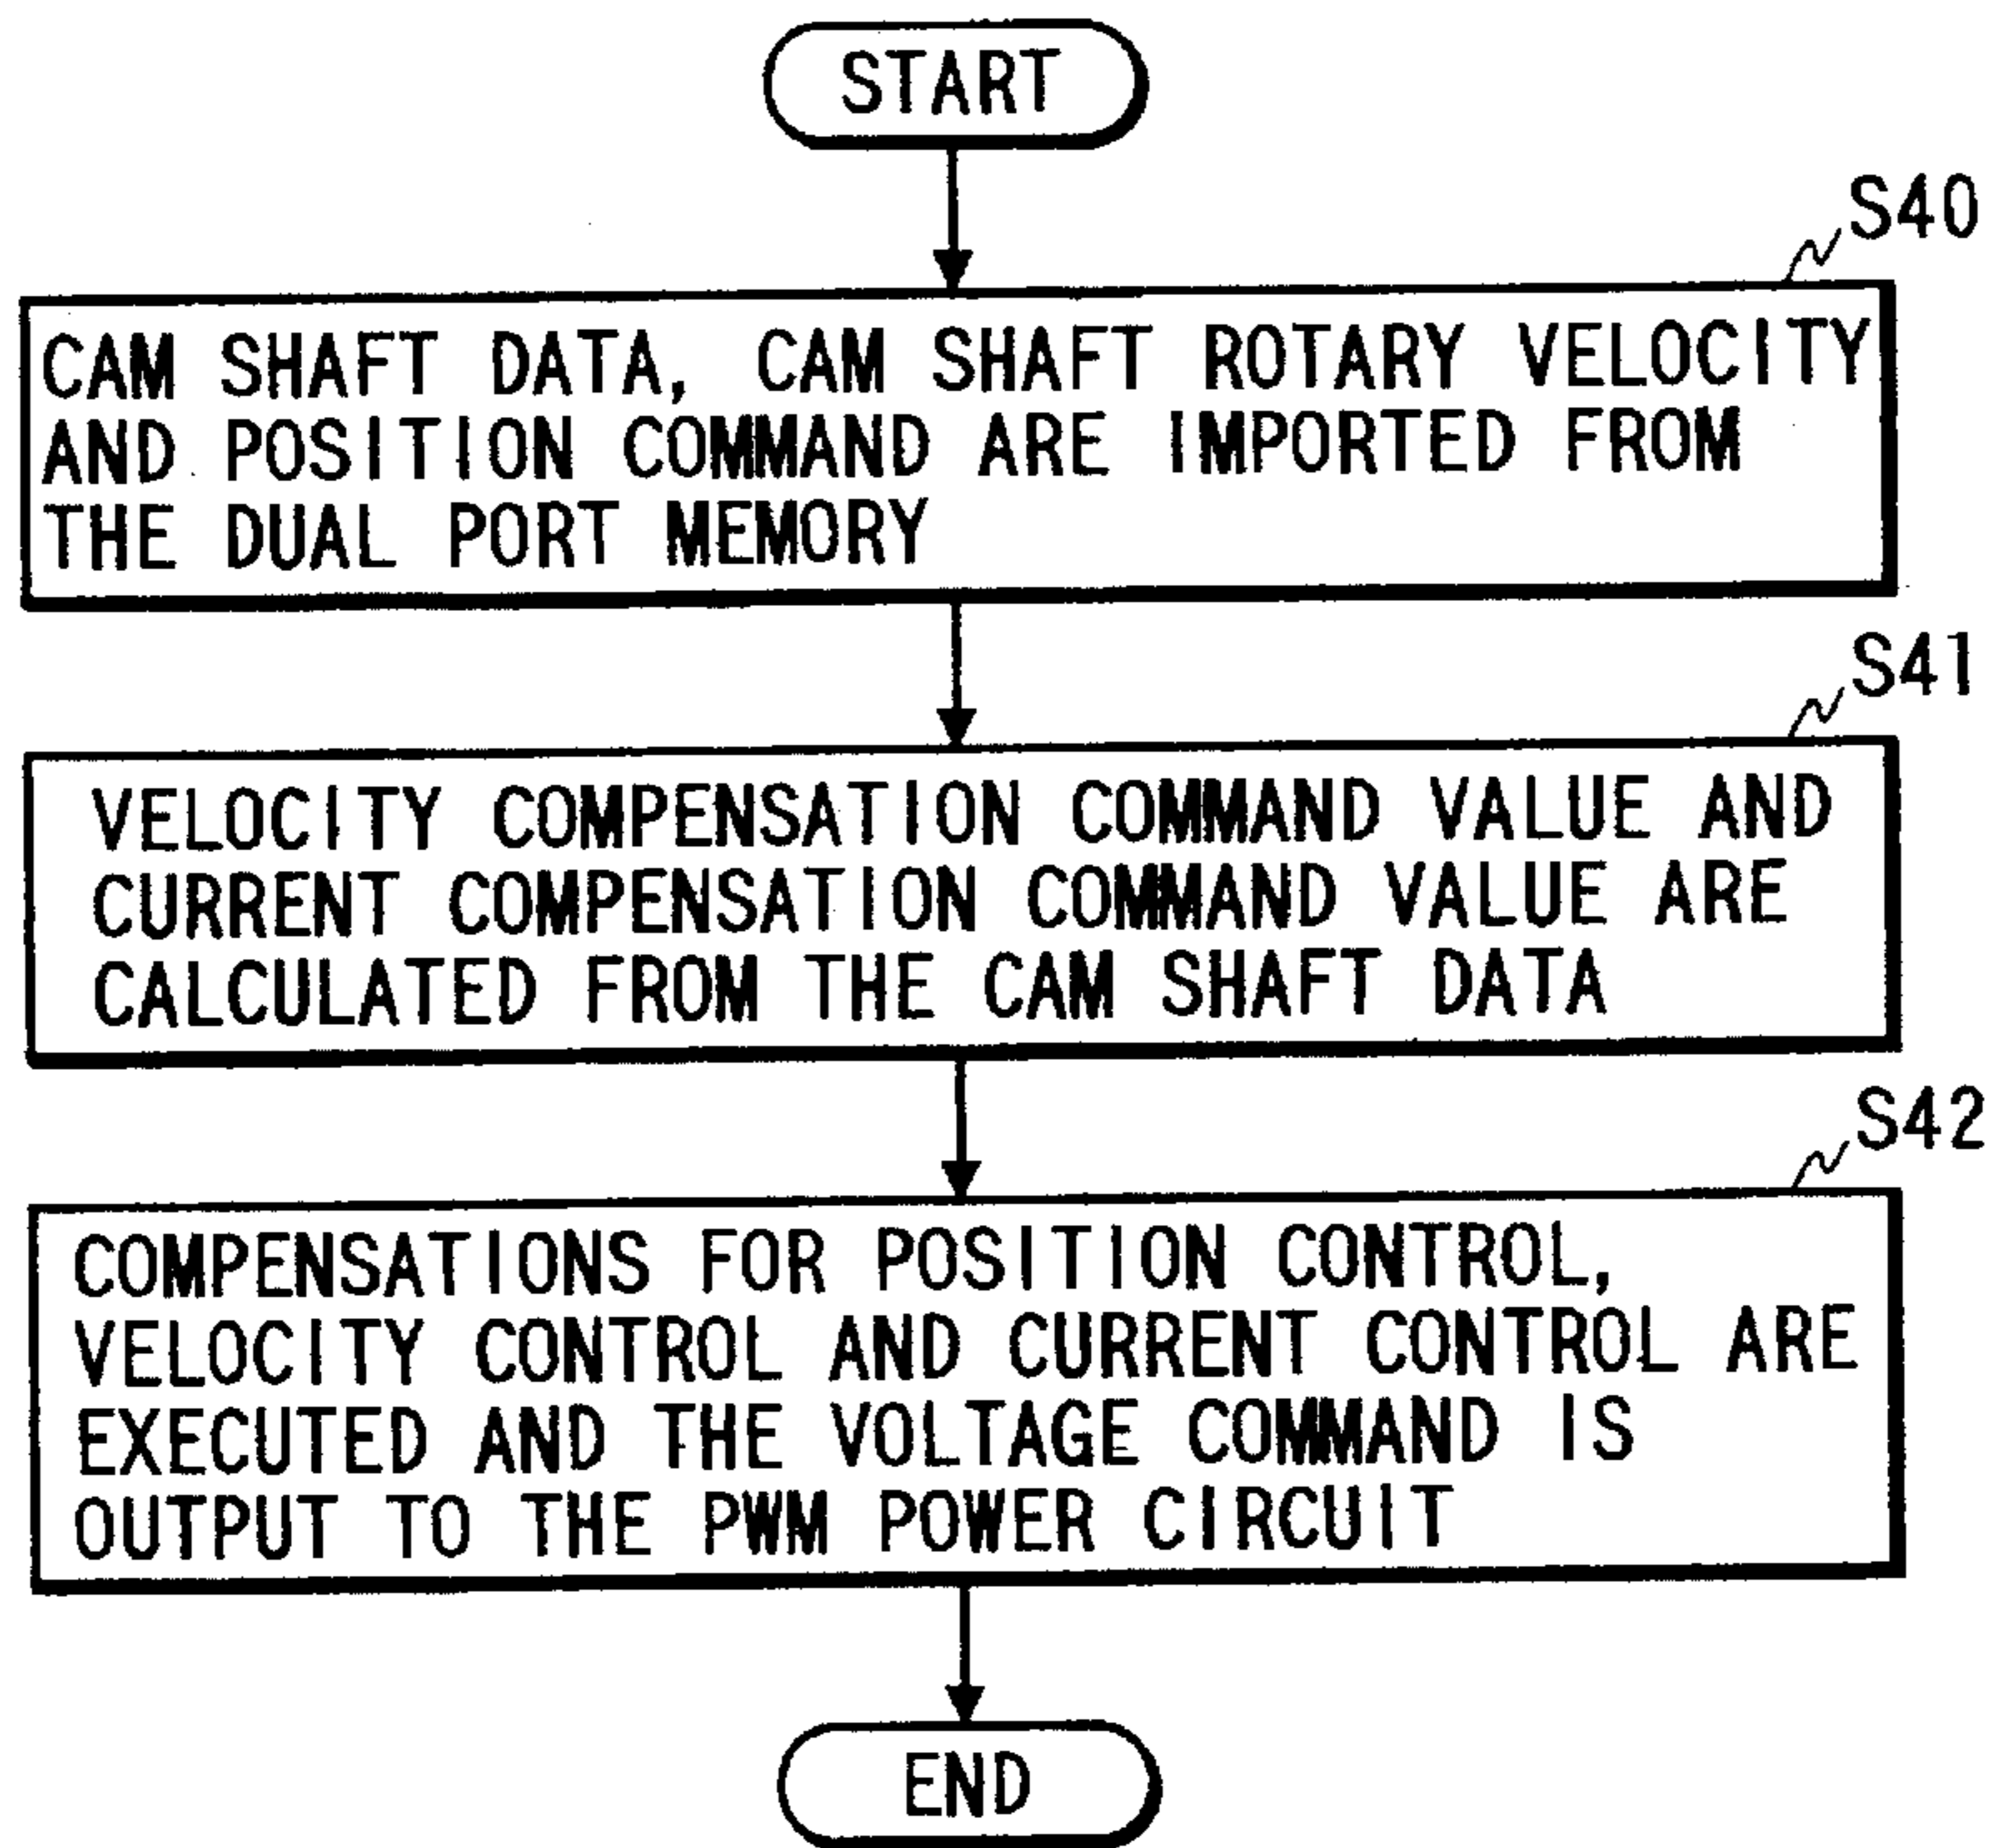 START
S40
CAM SHAFT DATA, CAM SHAFT ROTARY VELOCITY
AND POSITION COMMAND ARE IMPORTED FROM
THE DUAL PORT MEMORY
S41
VELOCITY COMPENSATION COMMAND VALUE AND
CURRENT COMPENSATION COMMAND VALUE ARE
CALCULATED FROM THE CAM SHAFT DATA
S42
COMPENSATIONS FOR POSITION CONTROL,
VELOCITY CONTROL AND CURRENT CONTROL ARE
EXECUTED AND THE VOLTAGE COMMAND IS
OUTPUT TO THE PWM POWER CIRCUIT
END